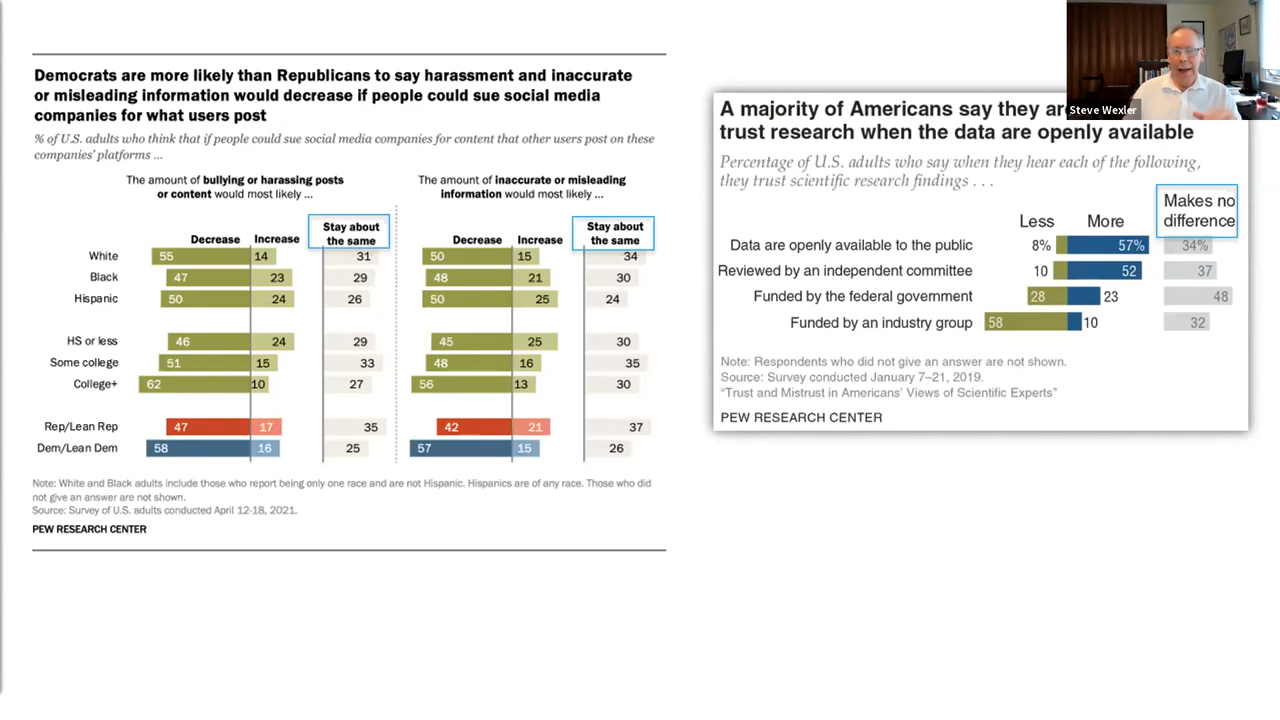 Democrats are more likely than Republicans to say harassment and inaccurate
or misleading information would decrease if people could sue social media
companies for what users post
% of U.S. adults who think that if people could sue social media companies for content that other users post on these
companies' platforms ...
The amount of bullying or harassing posts
or content would most likely ...
Decrease Increase Stay about
the same
White 55 14 31
Black 47 23 29
Hispanic 50 24 26
HS or less 46 24 29
Some college 51 15 33
College+ 62 10 27
Rep/Lean Rep 47 17 35
Dem/Lean Dem 58 16 25
The amount of inaccurate or misleading
information would most likely ...
Decrease Increase Stay about
the same
50 15 34
48 21 30
50 25 24
45 25 30
48 16 35
56 13 30
42 21 37
57 15 26
Note: White and Black adults include those who report being only one race and are not Hispanic. Hispanics are of any race. Those who did
not give an answer are not shown.
Source: Survey of U.S. adults conducted April 12-18, 2021.
PEW RESEARCH CENTER
Steve Wexler
A majority of Americans say they are
trust research when the data are openly available
Percentage of U.S. adults who say when they hear each of the following,
they trust scientific research findings . . .
Less More Makes no
difference
Data are openly available to the public 8% 57% 34%
Reviewed by an independent committee 10 52 37
Funded by the federal government 28 23 48
Funded by an industry group 58 10 32
Note: Respondents who did not give an answer are not shown.
Source: Survey conducted January 7–21, 2019.
“Trust and Mistrust in Americans’ Views of Scientific Experts”
PEW RESEARCH CENTER